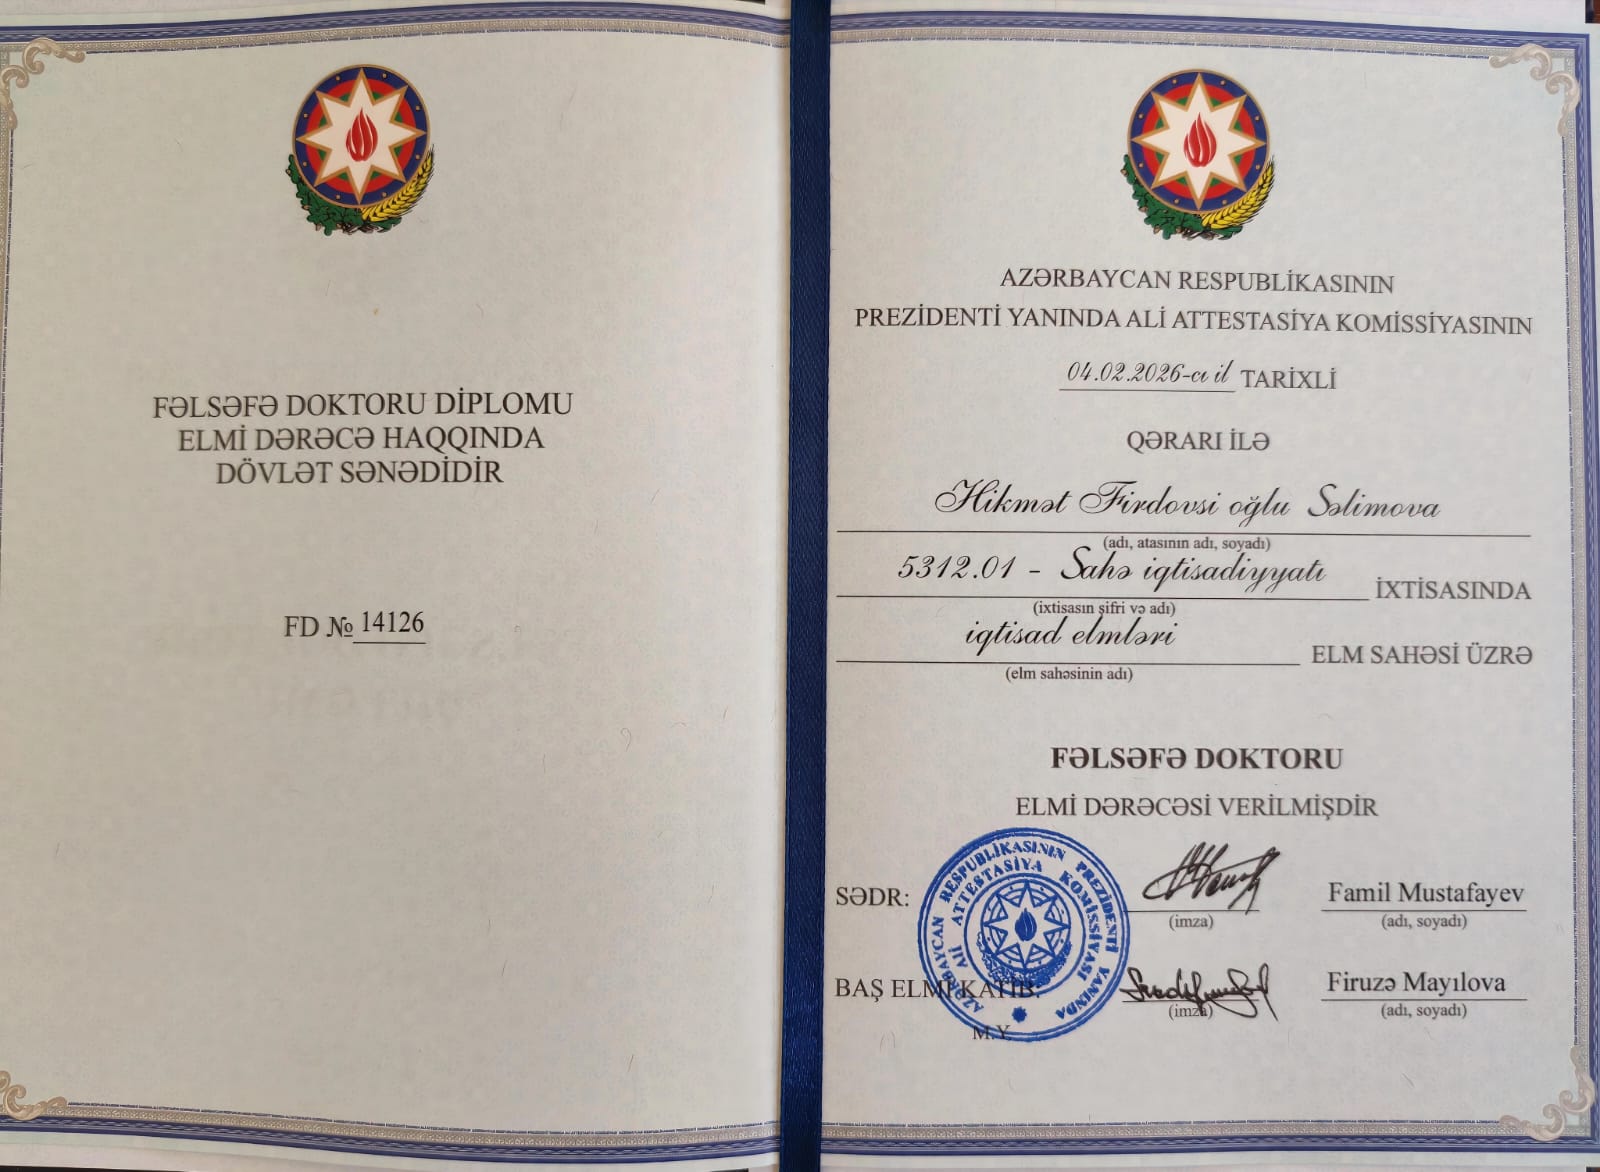 FƏLSƏFƏ DOKTORU DİPLOMU
ELMİ DƏRƏCƏ HAQQINDA
DÖVLƏT SƏNƏDİDİR
FD № 14126
AZƏRBAYCAN RESPUBLİKASININ
PREZİDENTİ YANINDA ALİ ATTESTASİYA KOMİSSİYASININ
04.02.2026-cı il TARİXLİ
QƏRARI İLƏ
Hikmət Firdovsi oğlu Səlimova
(adı, atasının adı, soyadı)
5312.01 - Sahə iqtisadiyyatı İXTİSASINDA
(ixtisasın şifri və adı)
iqtisad elmləri ELM SAHƏSİ ÜZRƏ
(elm sahəsinin adı)
FƏLSƏFƏ DOKTORU
ELMİ DƏRƏCƏSİ VERİLMİŞDİR
AZƏRBAYCAN RESPUBLİKASININ PREZİDENTİ YANINDA
ALİ ATTESTASİYA KOMİSSİYASI
SƏDR: Famil Mustafayev
(imza) (adı, soyadı)
BAŞ ELMİ KATİB: Firuzə Mayılova
(imza) (adı, soyadı)
M.Y.